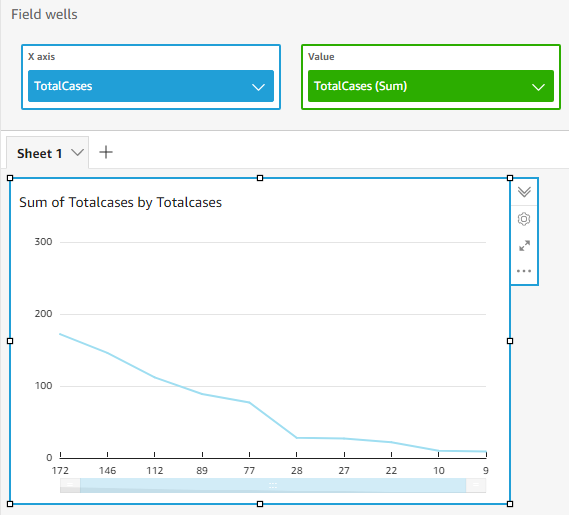 Field wells
X axis
Value
TotalCases
TotalCases (Sum)
Sheet 1
Sum of Totalcases by Totalcases
300
200
100
0
172 146 112 89 77 28 27 22 10 9